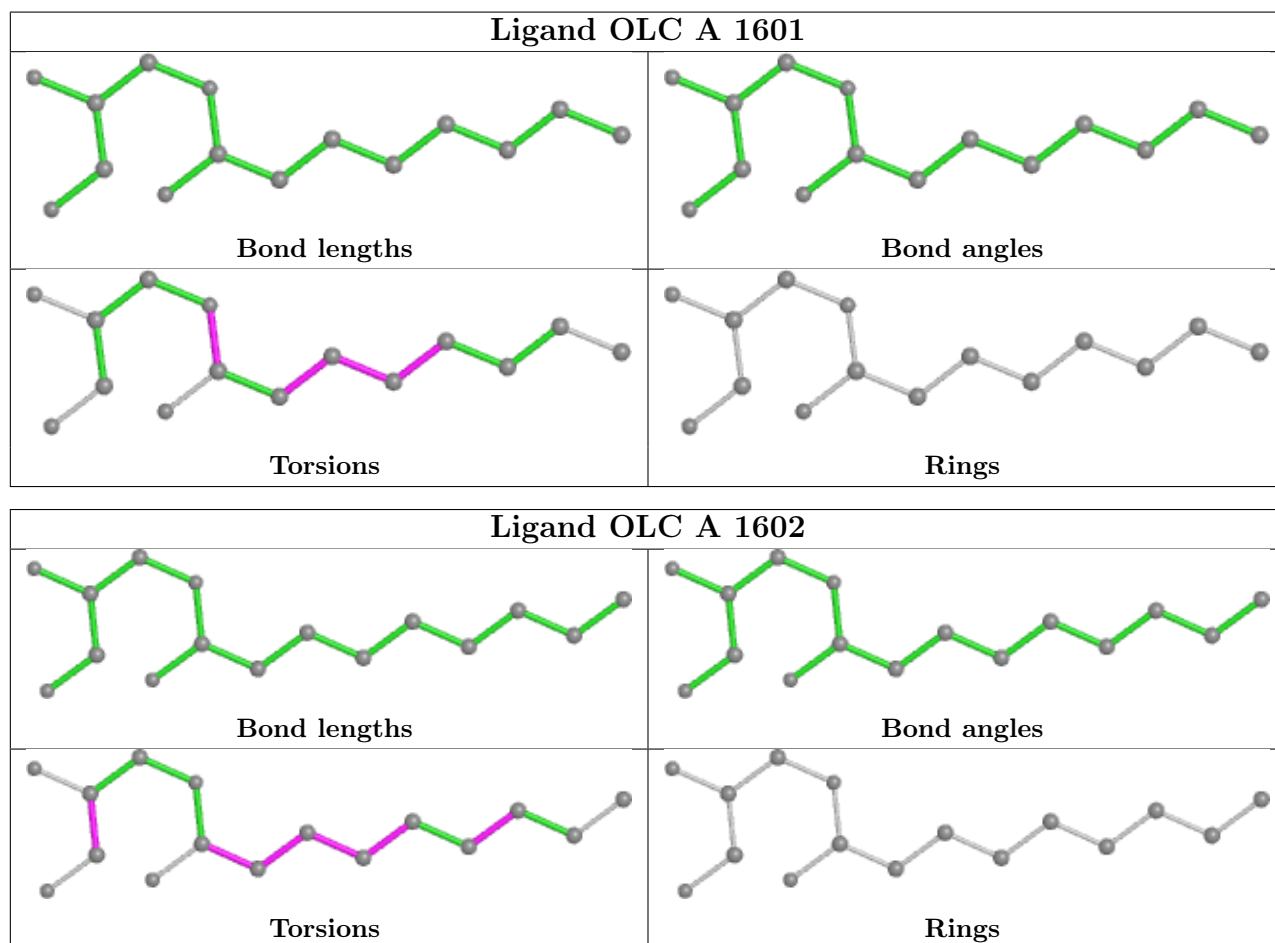 Ligand OLC A 1601
Bond lengths
Bond angles
Torsions
Rings
Ligand OLC A 1602
Bond lengths
Bond angles
Torsions
Rings